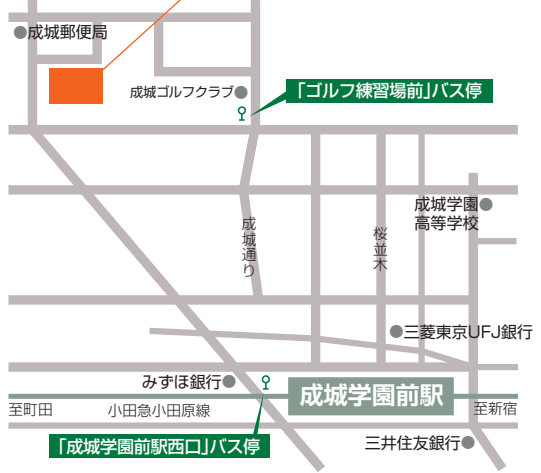 成城郵便局
成城ゴルフクラブ
「ゴルフ練習場前」バス停
成城学園
高等学校
成城通り
桜並木
三菱東京UFJ銀行
みずほ銀行
成城学園前駅
至町田
小田急小田原線
至新宿
「成城学園前駅西口」バス停
三井住友銀行